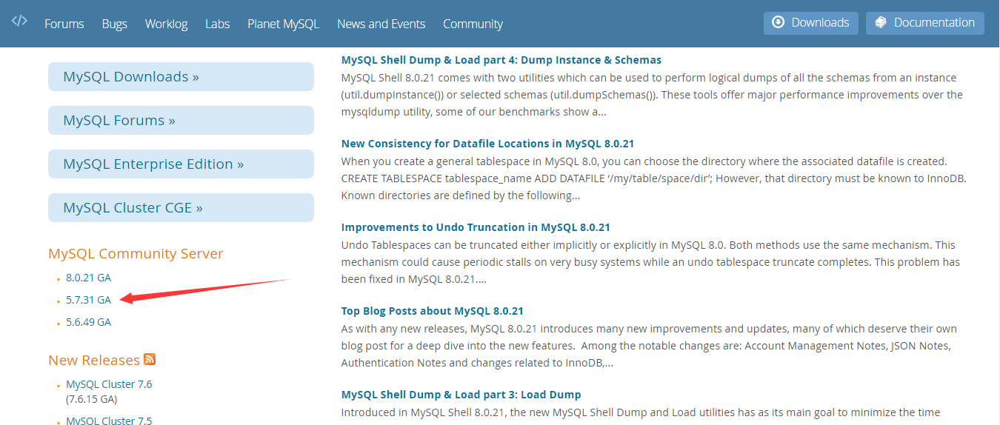 </> Forums Bugs Worklog Labs Planet MySQL News and Events Community Downloads Documentation
MySQL Downloads »
MySQL Forums »
MySQL Enterprise Edition »
MySQL Cluster CGE »
MySQL Community Server
8.0.21 GA
5.7.31 GA
5.6.49 GA
New Releases
MySQL Cluster 7.6
(7.6.15 GA)
MySQL Cluster 7.5
MySQL Shell Dump & Load part 4: Dump Instance & Schemas
MySQL Shell 8.0.21 comes with two utilities which can be used to perform logical dumps of all the schemas from an instance
(util.dumpInstance()) or selected schemas (util.dumpSchemas()). These tools offer major performance improvements over the
mysqldump utility, some of our benchmarks show a...
New Consistency for Datafile Locations in MySQL 8.0.21
When you create a general tablespace in MySQL 8.0, you can choose the directory where the associated datafile is created.
CREATE TABLESPACE tablespace_name ADD DATAFILE ‘/my/table/space/dir’; However, that directory must be known to InnoDB.
Known directories are defined by the following...
Improvements to Undo Truncation in MySQL 8.0.21
Undo Tablespaces can be truncated either implicitly or explicitly in MySQL 8.0. Both methods use the same mechanism. This
mechanism could cause periodic stalls on very busy systems while an undo tablespace truncate completes. This problem has
been fixed in MySQL 8.0.21....
Top Blog Posts about MySQL 8.0.21
As with any new releases, MySQL 8.0.21 introduces many new improvements and updates, many of which deserve their own
blog post for a deep dive into the new features.  Among the notable changes are: Account Management Notes, JSON Notes,
Authentication Notes and changes related to InnoDB,...
MySQL Shell Dump & Load part 3: Load Dump
Introduced in MySQL Shell 8.0.21, the new MySQL Shell Dump and Load utilities has as its main goal to minimize the time